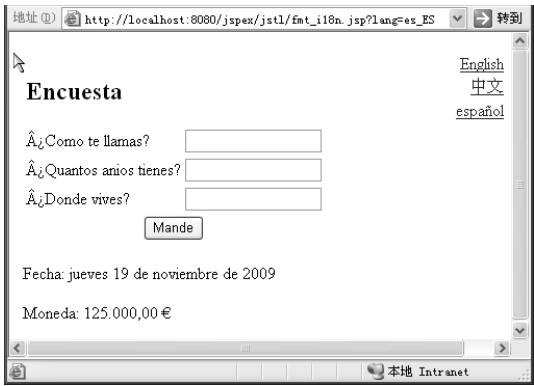 地址(D) http://localhost:8080/jspex/jstl/fmt_i18n.jsp?lang=es_ES 转到
English
中文
español
Encuesta
Â¿Como te llamas?
Â¿Quantos anios tienes?
Â¿Donde vives?
Mande
Fecha: jueves 19 de noviembre de 2009
Moneda: 125.000,00 €
本地 Intranet